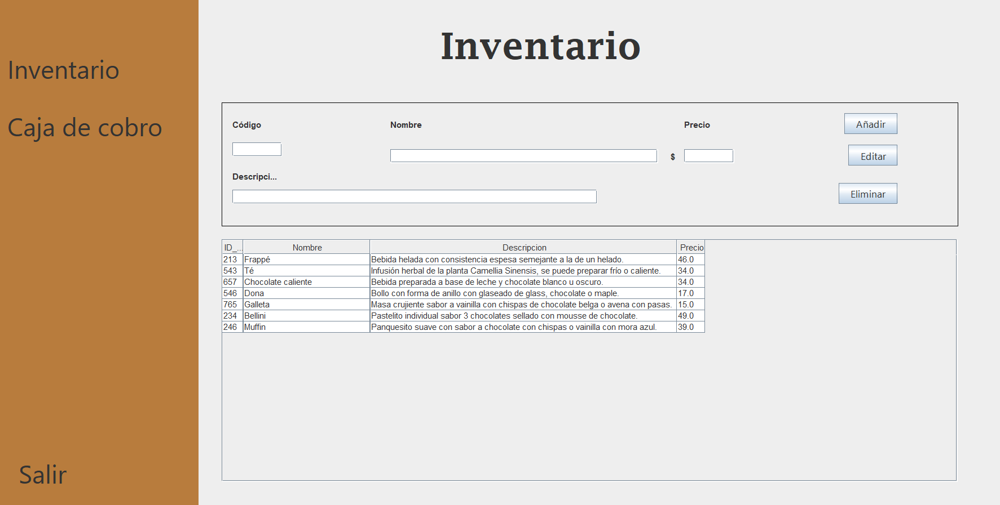 Inventario
Caja de cobro
Salir
Inventario
Código Nombre Precio Añadir
$ Editar
Descripci...
Eliminar
ID_... Nombre Descripcion Precio
213 Frappé Bebida helada con consistencia espesa semejante a la de un helado. 46.0
543 Té Infusión herbal de la planta Camellia Sinensis, se puede preparar frío o caliente. 34.0
657 Chocolate caliente Bebida preparada a base de leche y chocolate blanco u oscuro. 34.0
546 Dona Bollo con forma de anillo con glaseado de glass, chocolate o maple. 17.0
765 Galleta Masa crujiente sabor a vainilla con chispas de chocolate belga o avena con pasas. 15.0
234 Bellini Pastelito individual sabor 3 chocolates sellado con mousse de chocolate. 49.0
246 Muffin Panquesito suave con sabor a chocolate con chispas o vainilla con mora azul. 39.0